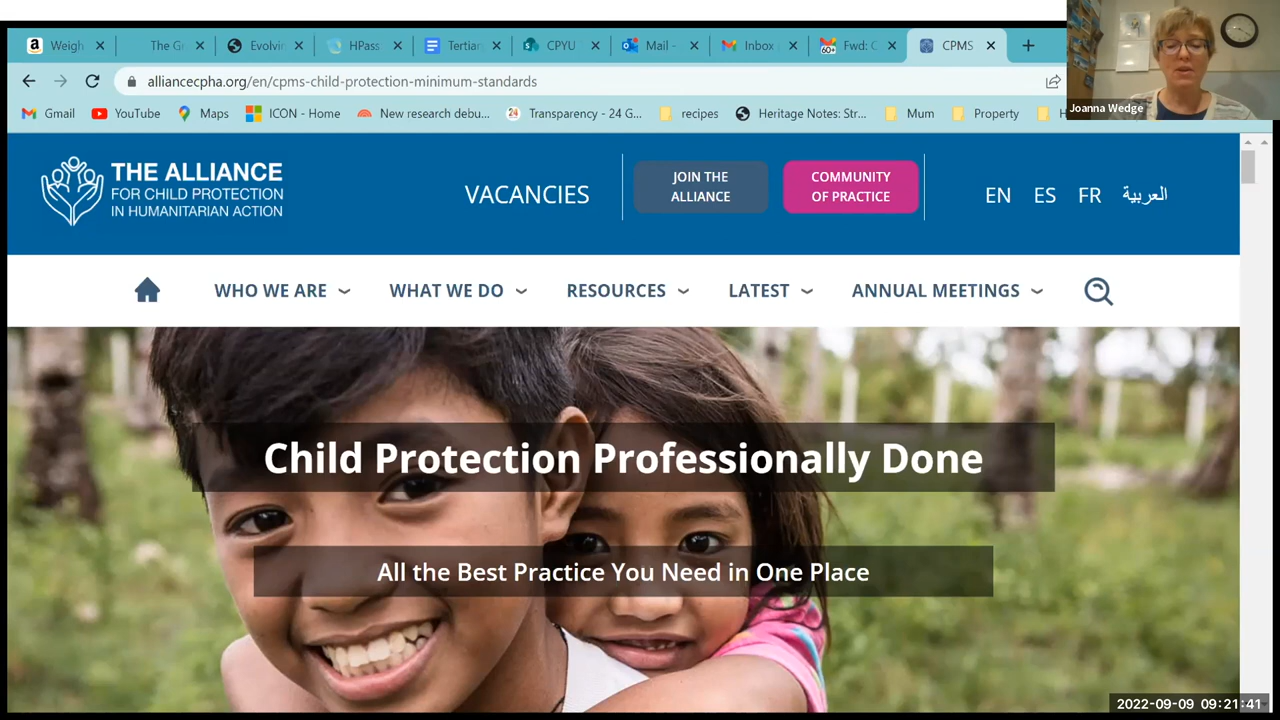 Weigh
The Gr
Evolvin
HPass
Tertian
CPYU
Mail -
Inbox
Fwd: C
CPMS
alliancecpha.org/en/cpms-child-protection-minimum-standards
Gmail
YouTube
Maps
ICON - Home
New research debu...
Transparency - 24 G...
recipes
Heritage Notes: Str...
Mum
Property
H
Joanna Wedge
THE ALLIANCE
FOR CHILD PROTECTION
IN HUMANITARIAN ACTION
VACANCIES
JOIN THE
ALLIANCE
COMMUNITY
OF PRACTICE
EN ES FR العربية
WHO WE ARE
WHAT WE DO
RESOURCES
LATEST
ANNUAL MEETINGS
Child Protection Professionally Done
All the Best Practice You Need in One Place
2022-09-09 09:21:41